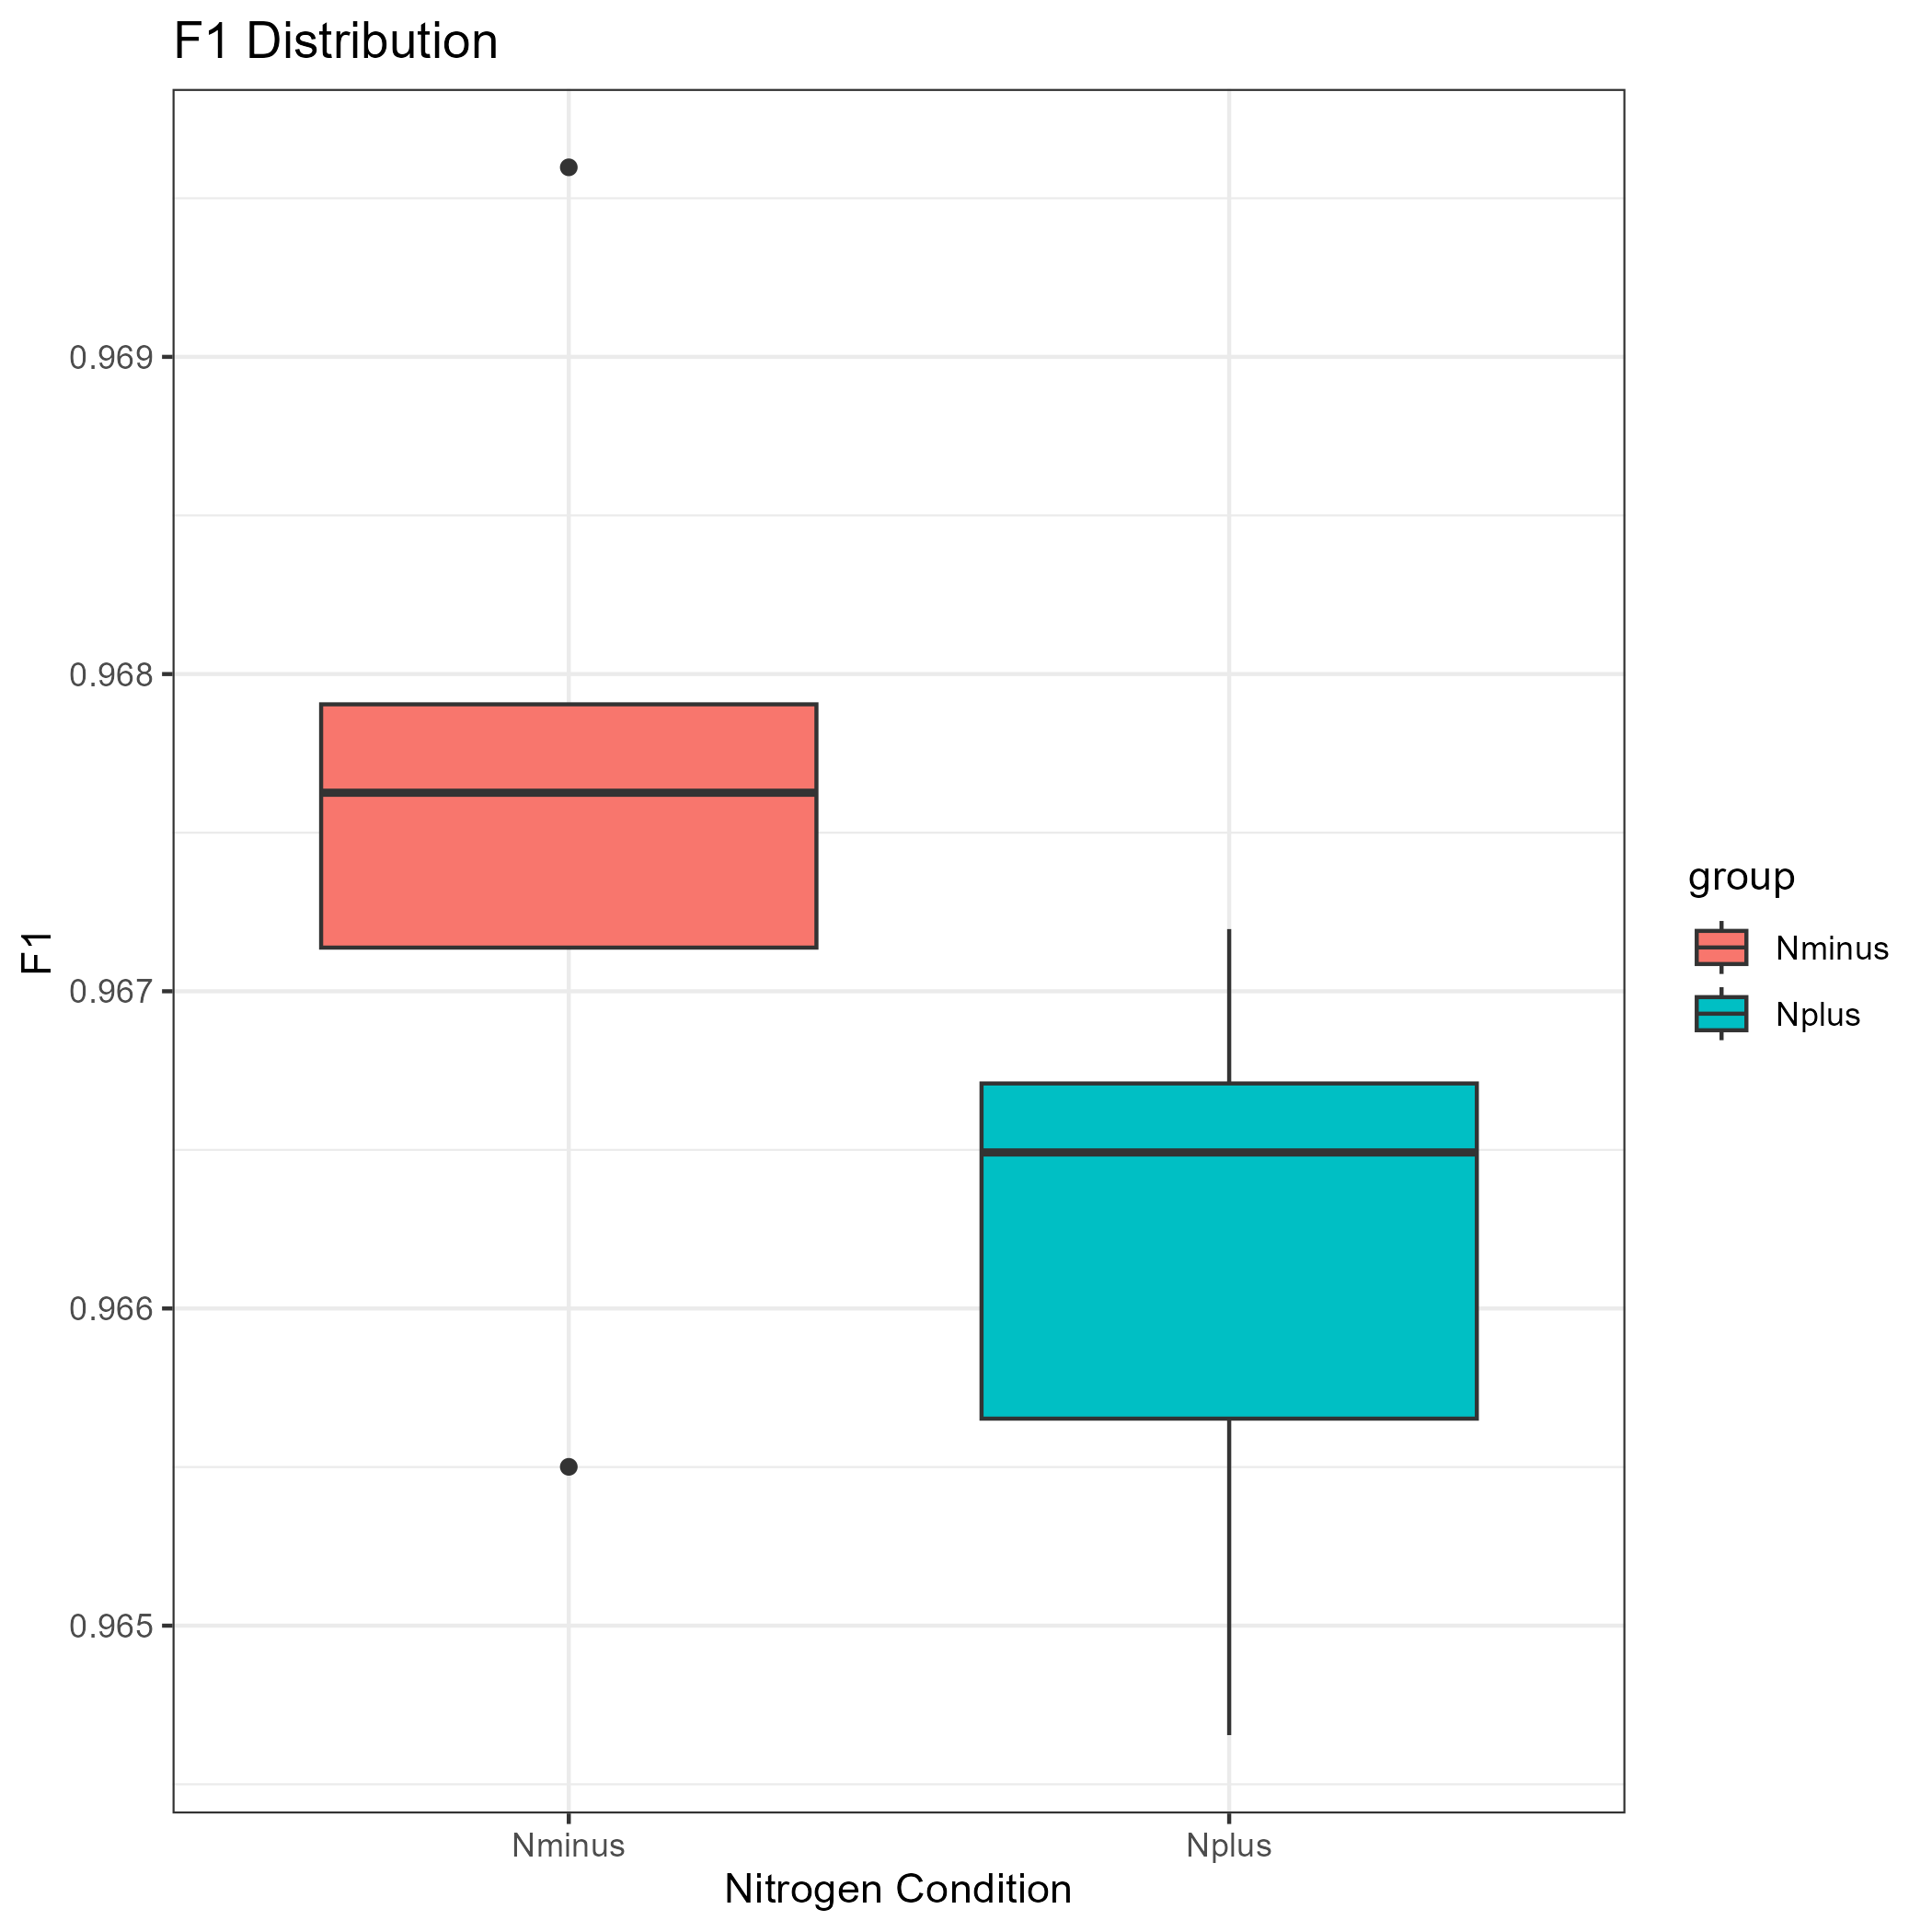 F1 Distribution
F1
0.969
0.968
0.967
0.966
0.965
Nminus
Nplus
Nitrogen Condition
group
Nminus
Nplus